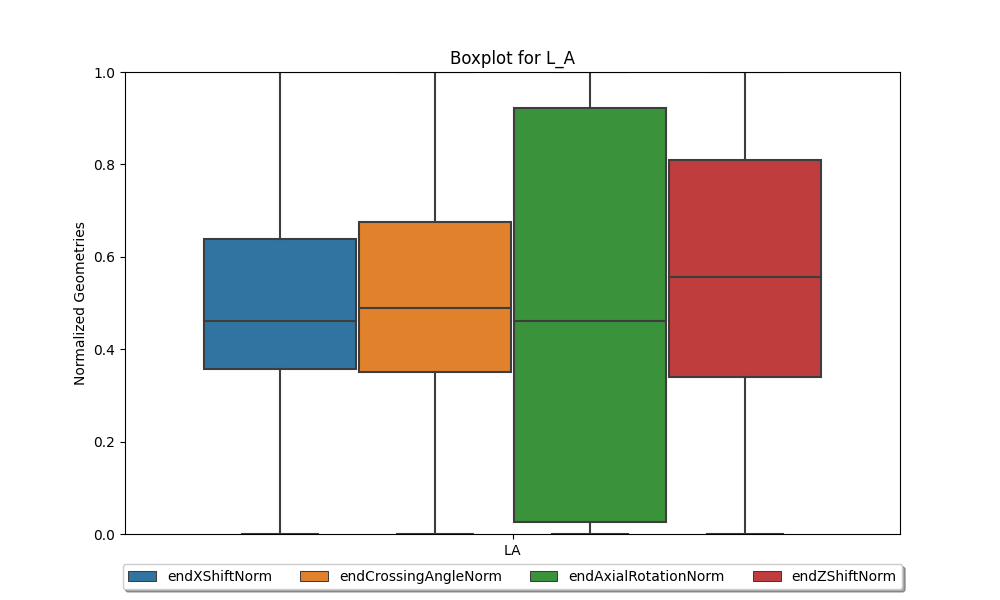 Boxplot for L_A
Normalized Geometries
1.0
0.8
0.6
0.4
0.2
0.0
LA
endXShiftNorm endCrossingAngleNorm endAxialRotationNorm endZShiftNorm